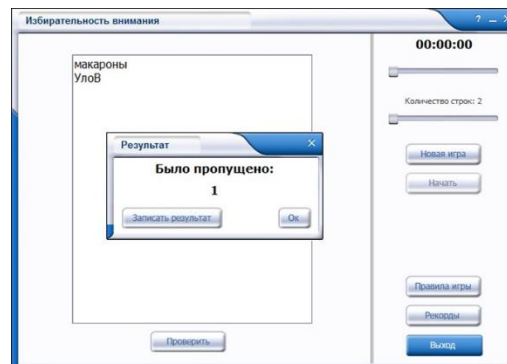 Избирательность внимания
? – X
00:00:00
макароны
УлоВ
Количество строк: 2
Результат
X
Было пропущено:
1
Записать результат
Ок
Новая игра
Начать
Правила игры
Рекорды
Проверить
Выход